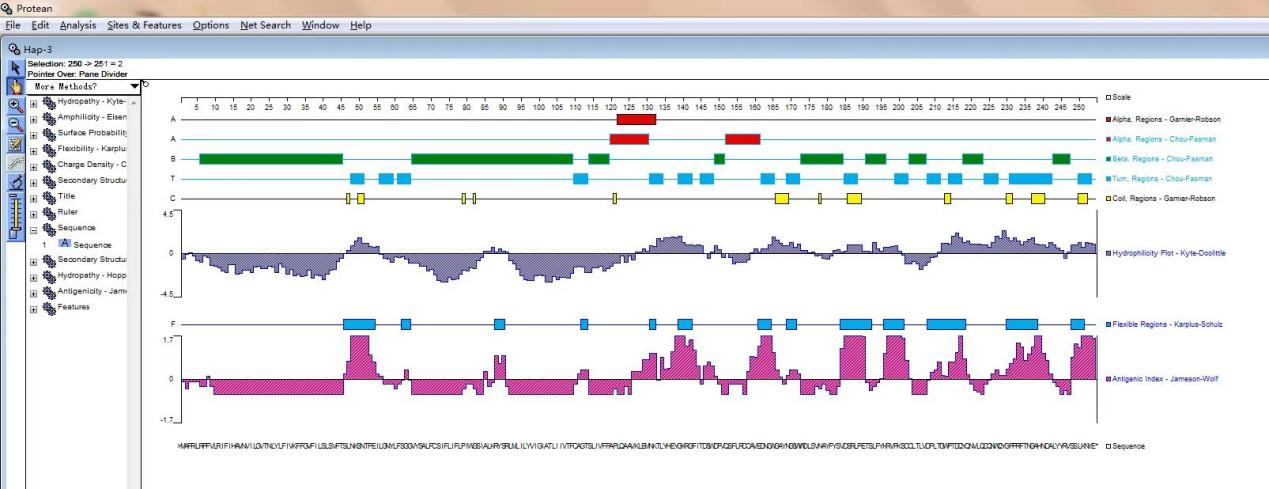 Protean
File Edit Analysis Sites & Features Options Net Search Window Help
Hap-3
Selection: 250 -> 251 = 2
Pointer Over: Pane Divider
More Methods?
Hydropathy - Kyte-
Amphilicity - Eisen
Surface Probability
Flexibility - Karplus
Charge Density - C
Secondary Structu
Title
Ruler
Sequence
1 A Sequence
Secondary Structu
Hydropathy - Hopp
Antigenicity - Jame
Features
5 10 15 20 25 30 35 40 45 50 55 60 65 70 75 80 85 90 95 100 105 110 115 120 125 130 135 140 145 150 155 160 165 170 175 180 185 190 195 200 205 210 215 220 225 230 235 240 245 250
Scale
A Alpha, Regions - Garnier-Robson
A Alpha, Regions - Chou-Fasman
B Beta, Regions - Chou-Fasman
T Turn, Regions - Chou-Fasman
C Coil, Regions - Garnier-Robson
4.5
0 Hydrophilicity Plot - Kyte-Doolittle
-4.5
F Flexible Regions - Karplus-Schulz
1.7
0 Antigenic Index - Jameson-Wolf
-1.7
Sequence